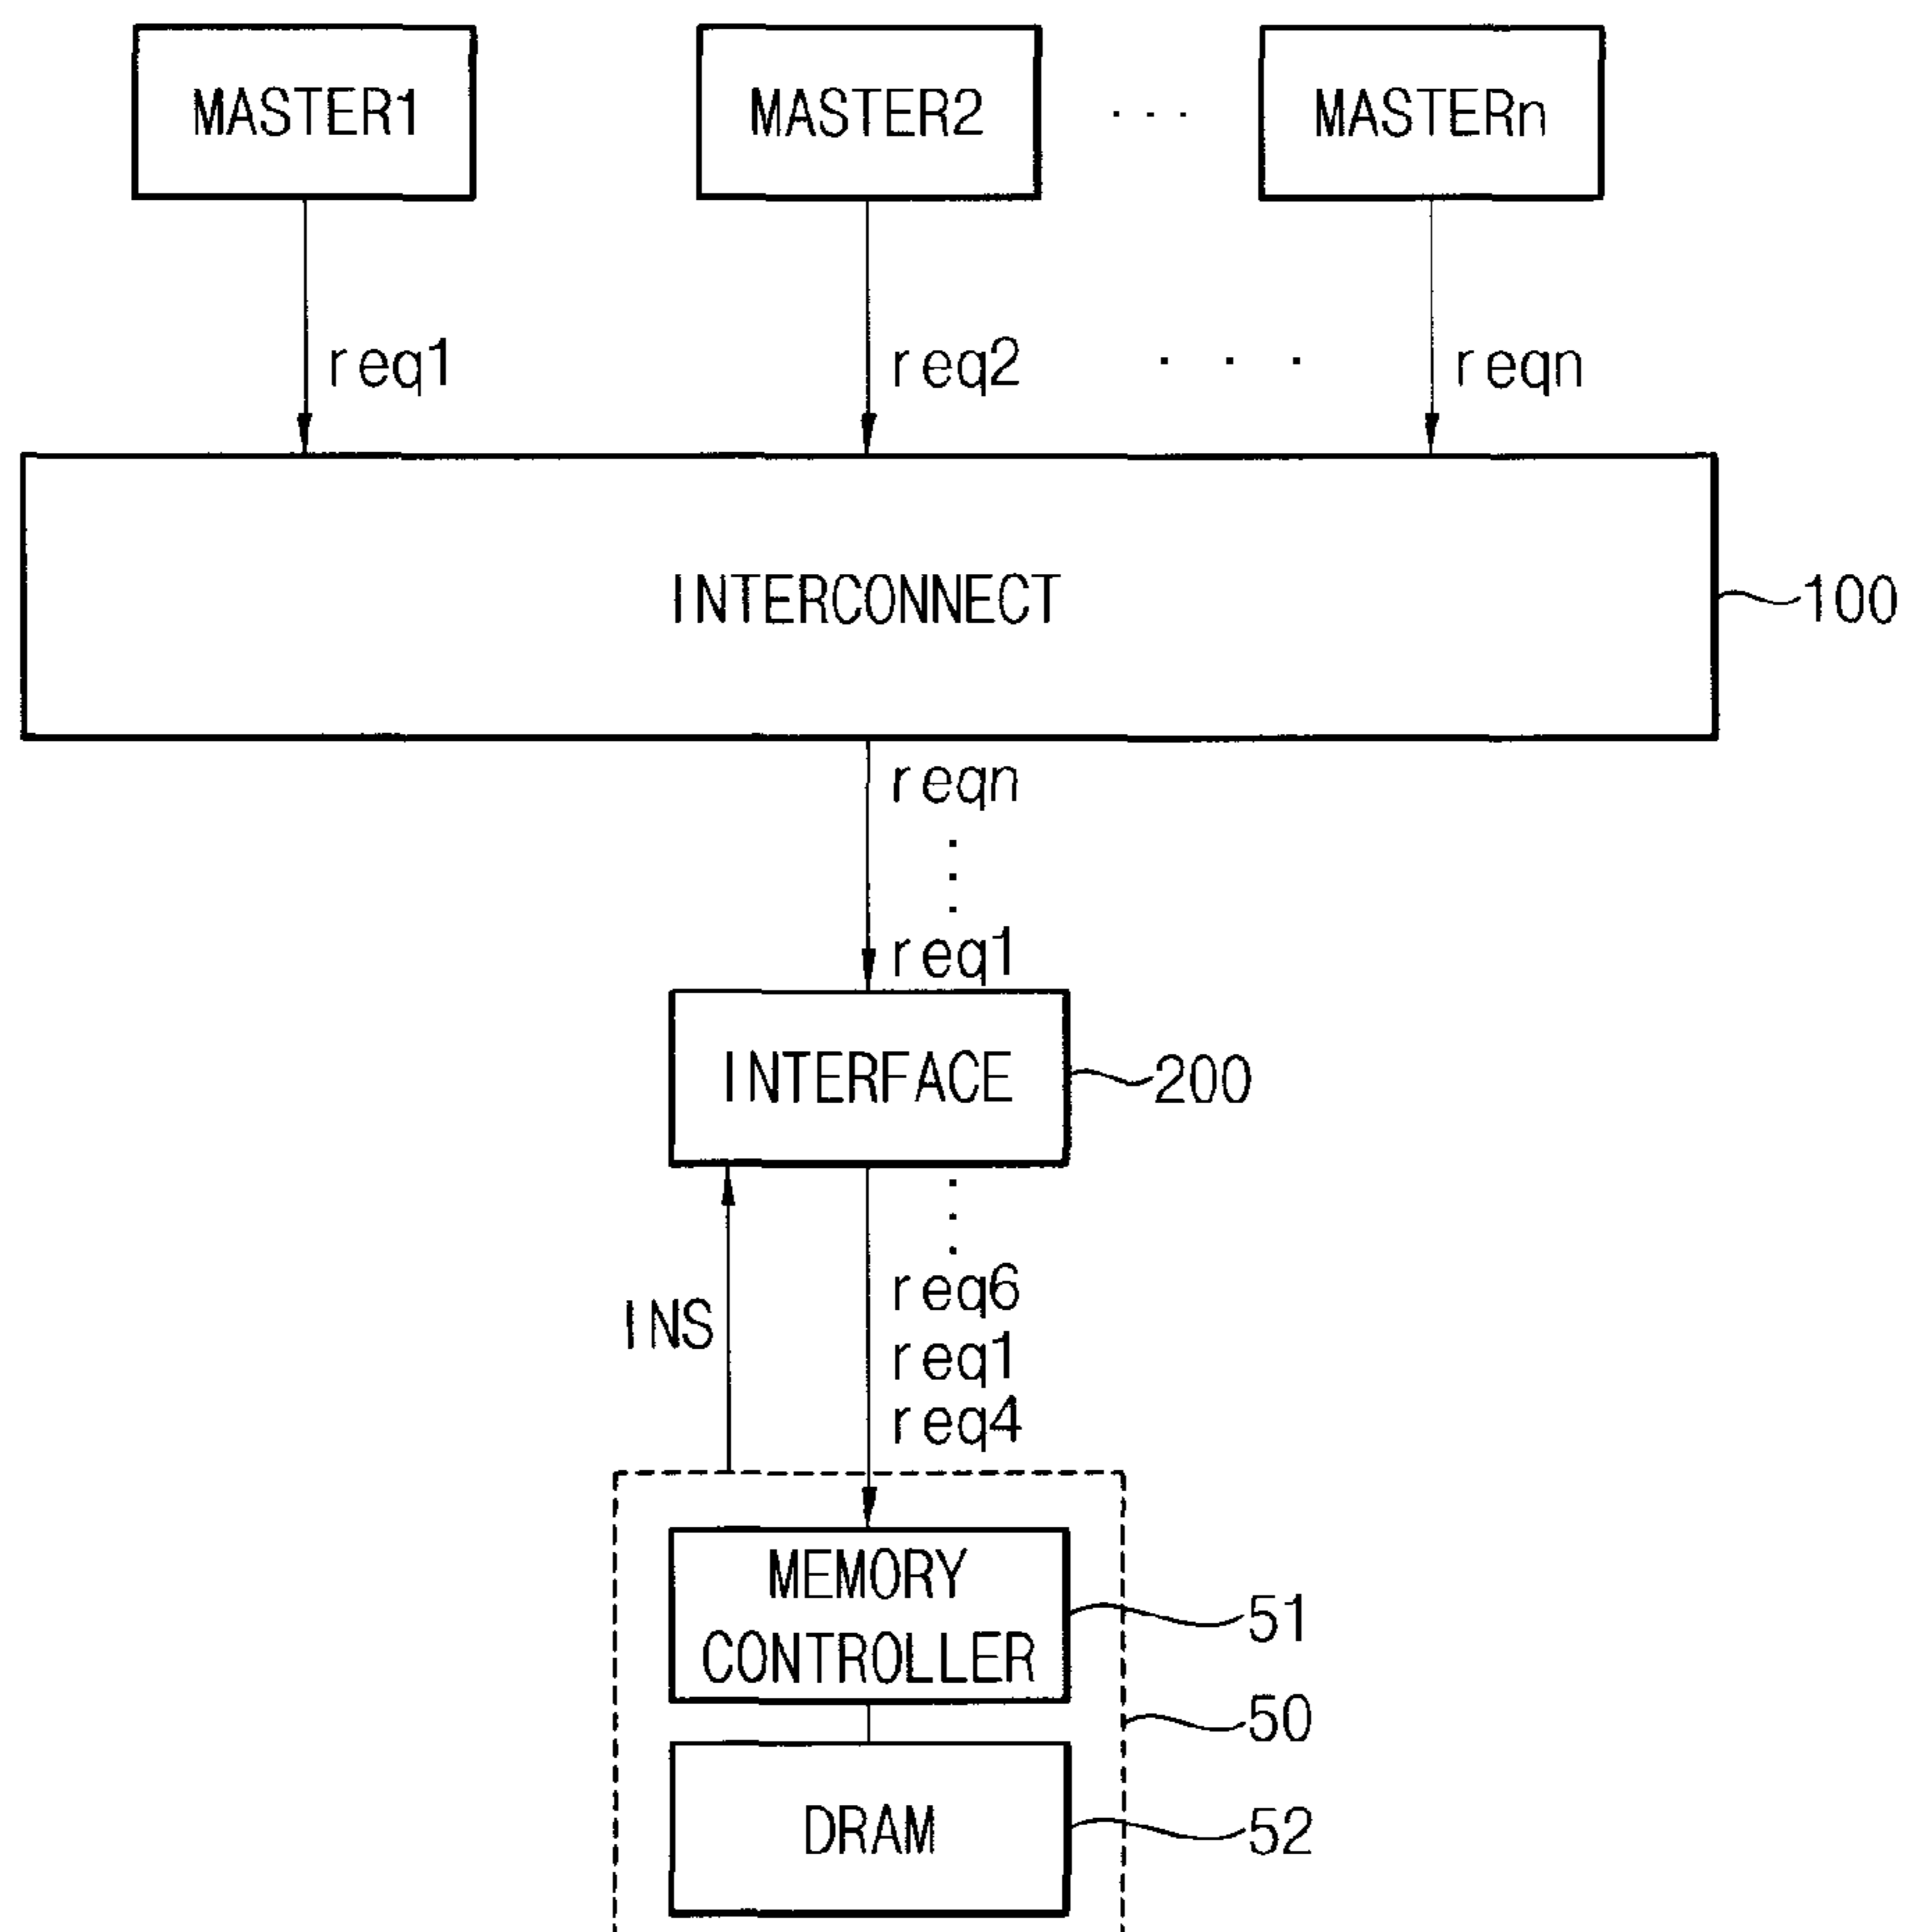 MASTER1
MASTER2
. . .
MASTERn
req1
req2
. . .
reqn
INTERCONNECT
100
reqn
.
.
.
req1
INTERFACE
200
.
.
.
req6
INS
req1
req4
MEMORY
CONTROLLER
51
50
DRAM
52